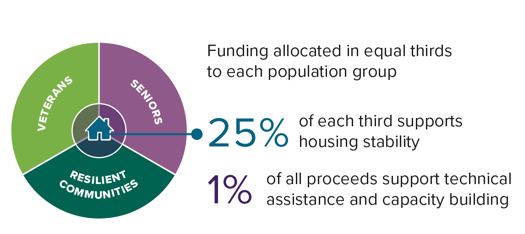 Funding allocated in equal thirds
to each population group
VETERANS
SENIORS
RESILIENT
COMMUNITIES
25% of each third supports
housing stability
1% of all proceeds support technical
assistance and capacity building